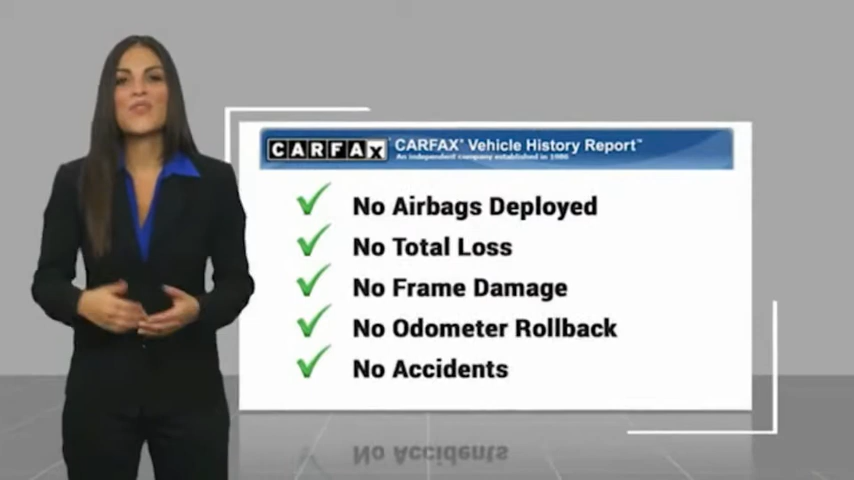 CARFAX CARFAX® Vehicle History Report™
An independent company established in 1986
No Airbags Deployed
No Total Loss
No Frame Damage
No Odometer Rollback
No Accidents
No Accidents